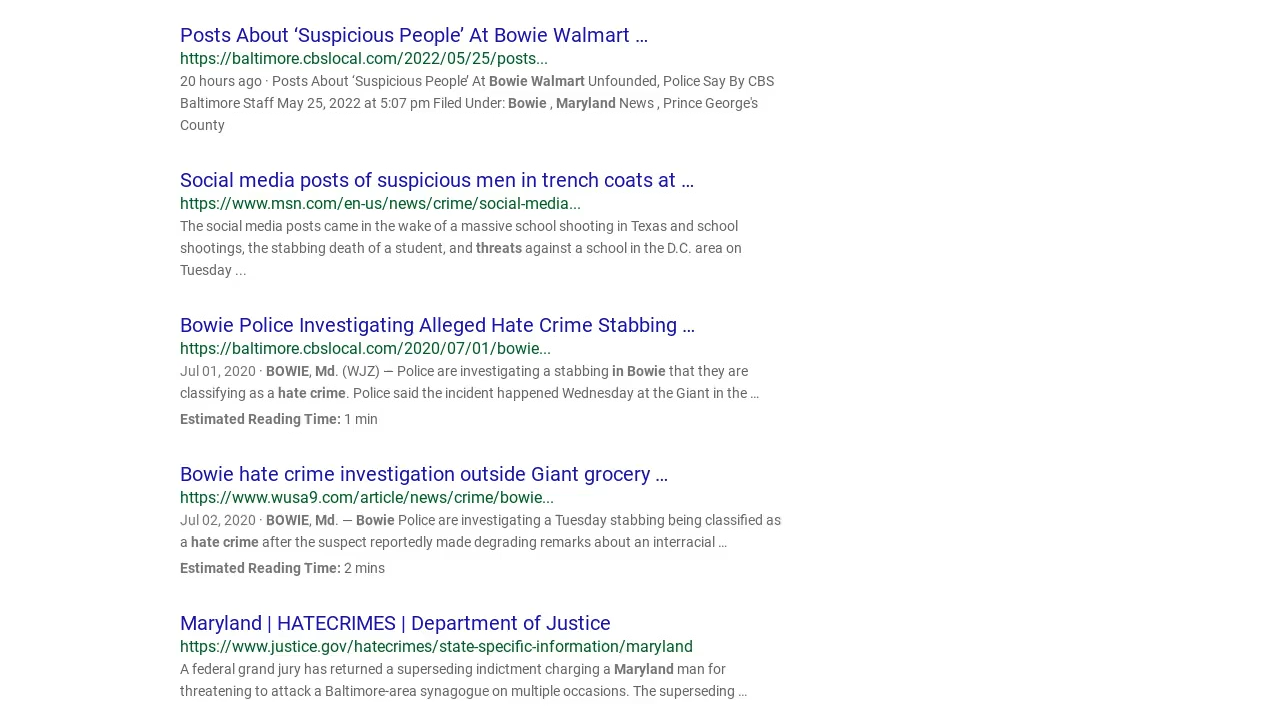 Posts About ‘Suspicious People’ At Bowie Walmart …
https://baltimore.cbslocal.com/2022/05/25/posts...
20 hours ago · Posts About ‘Suspicious People’ At Bowie Walmart Unfounded, Police Say By CBS
Baltimore Staff May 25, 2022 at 5:07 pm Filed Under: Bowie , Maryland News , Prince George's
County
Social media posts of suspicious men in trench coats at …
https://www.msn.com/en-us/news/crime/social-media...
The social media posts came in the wake of a massive school shooting in Texas and school
shootings, the stabbing death of a student, and threats against a school in the D.C. area on
Tuesday ...
Bowie Police Investigating Alleged Hate Crime Stabbing …
https://baltimore.cbslocal.com/2020/07/01/bowie...
Jul 01, 2020 · BOWIE, Md. (WJZ) — Police are investigating a stabbing in Bowie that they are
classifying as a hate crime. Police said the incident happened Wednesday at the Giant in the …
Estimated Reading Time: 1 min
Bowie hate crime investigation outside Giant grocery …
https://www.wusa9.com/article/news/crime/bowie...
Jul 02, 2020 · BOWIE, Md. — Bowie Police are investigating a Tuesday stabbing being classified as
a hate crime after the suspect reportedly made degrading remarks about an interracial …
Estimated Reading Time: 2 mins
Maryland | HATECRIMES | Department of Justice
https://www.justice.gov/hatecrimes/state-specific-information/maryland
A federal grand jury has returned a superseding indictment charging a Maryland man for
threatening to attack a Baltimore-area synagogue on multiple occasions. The superseding …